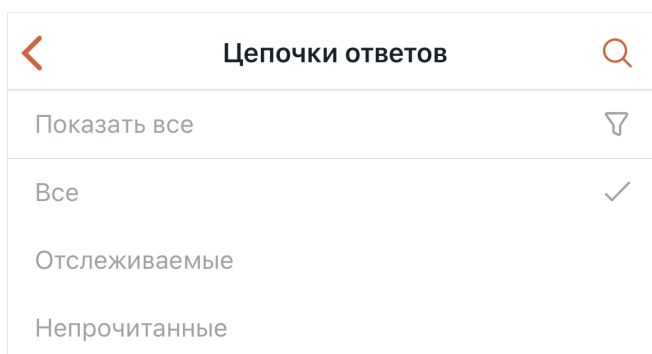 Цепочки ответов
Показать все
Все
Отслеживаемые
Непрочитанные